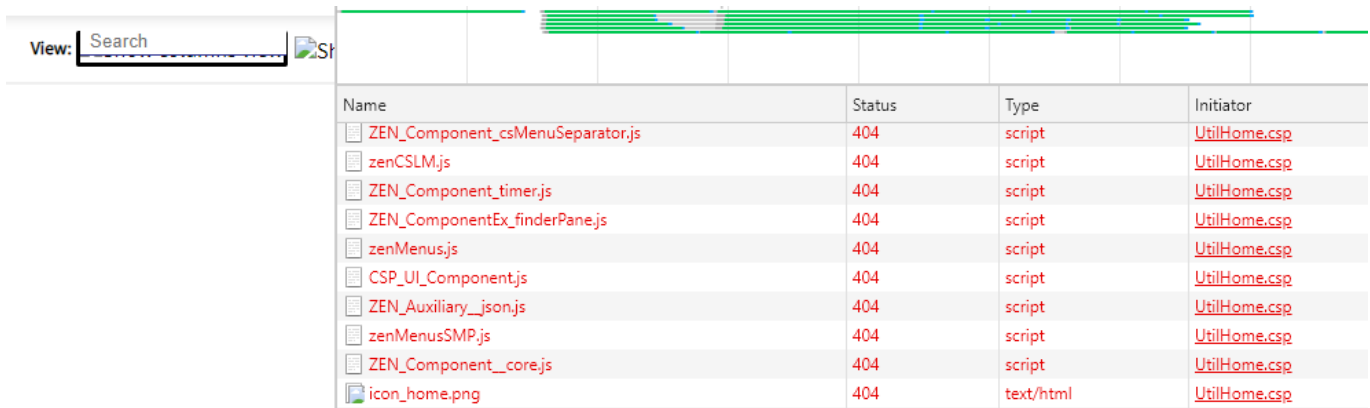 View: Search
Sh
Name Status Type Initiator
ZEN_Component_csMenuSeparator.js 404 script UtilHome.csp
zenCSLM.js 404 script UtilHome.csp
ZEN_Component_timer.js 404 script UtilHome.csp
ZEN_ComponentEx_finderPane.js 404 script UtilHome.csp
zenMenus.js 404 script UtilHome.csp
CSP_UI_Component.js 404 script UtilHome.csp
ZEN_Auxiliary__json.js 404 script UtilHome.csp
zenMenusSMP.js 404 script UtilHome.csp
ZEN_Component__core.js 404 script UtilHome.csp
icon_home.png 404 text/html UtilHome.csp